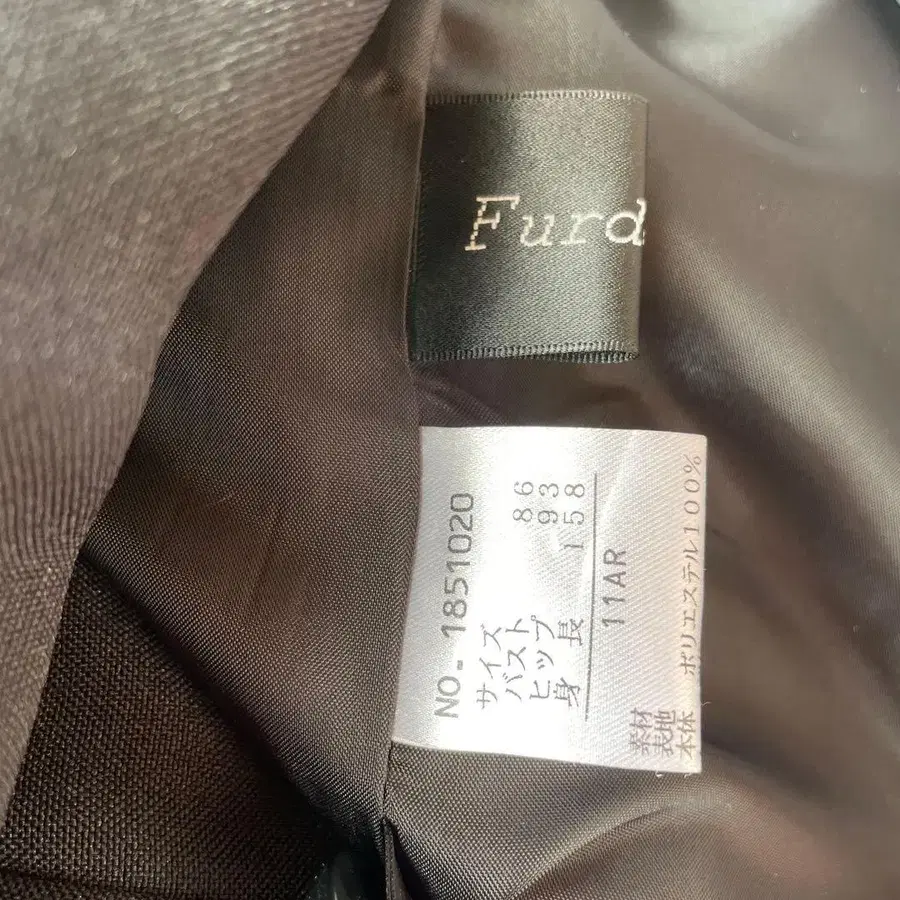 Furd
NO- 1851020
サイズ
バスト 86
ヒップ 93
身長 158
11AR
素材
表地
本体 ポリエステル100%